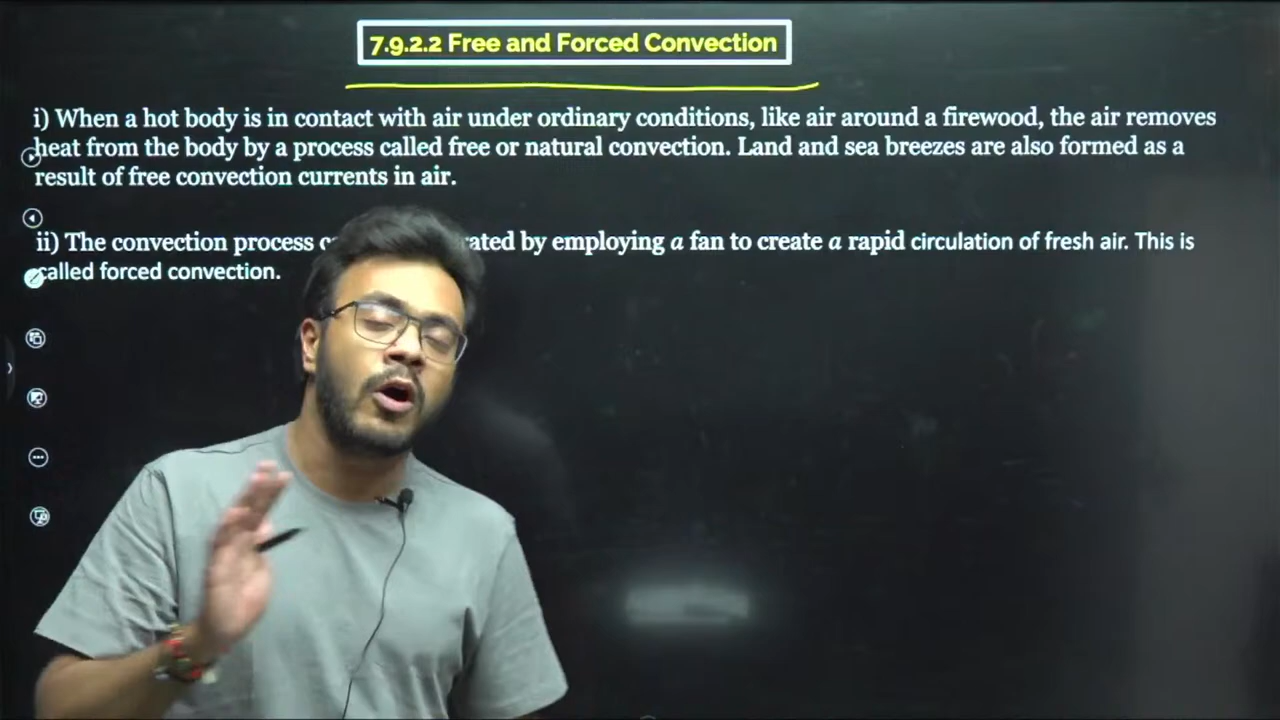 7.9.2.2 Free and Forced Convection
i) When a hot body is in contact with air under ordinary conditions, like air around a firewood, the air removes
heat from the body by a process called free or natural convection. Land and sea breezes are also formed as a
result of free convection currents in air.
ii) The convection process by employing a fan to create a rapid circulation of fresh air. This is
called forced convection.